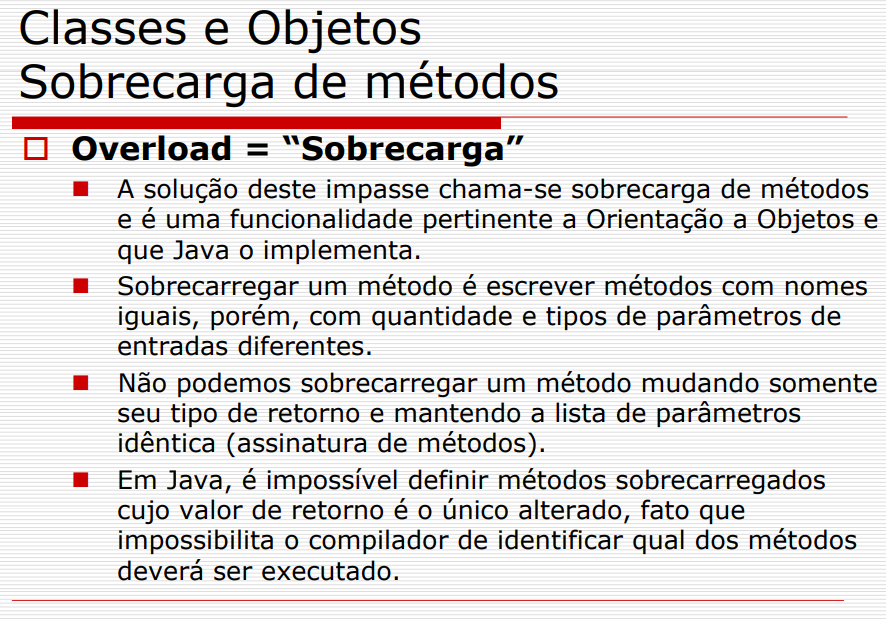 Classes e Objetos
Sobrecarga de métodos
Overload = “Sobrecarga”
A solução deste impasse chama-se sobrecarga de métodos
e é uma funcionalidade pertinente a Orientação a Objetos e
que Java o implementa.
Sobrecarregar um método é escrever métodos com nomes
iguais, porém, com quantidade e tipos de parâmetros de
entradas diferentes.
Não podemos sobrecarregar um método mudando somente
seu tipo de retorno e mantendo a lista de parâmetros
idêntica (assinatura de métodos).
Em Java, é impossível definir métodos sobrecarregados
cujo valor de retorno é o único alterado, fato que
impossibilita o compilador de identificar qual dos métodos
deverá ser executado.